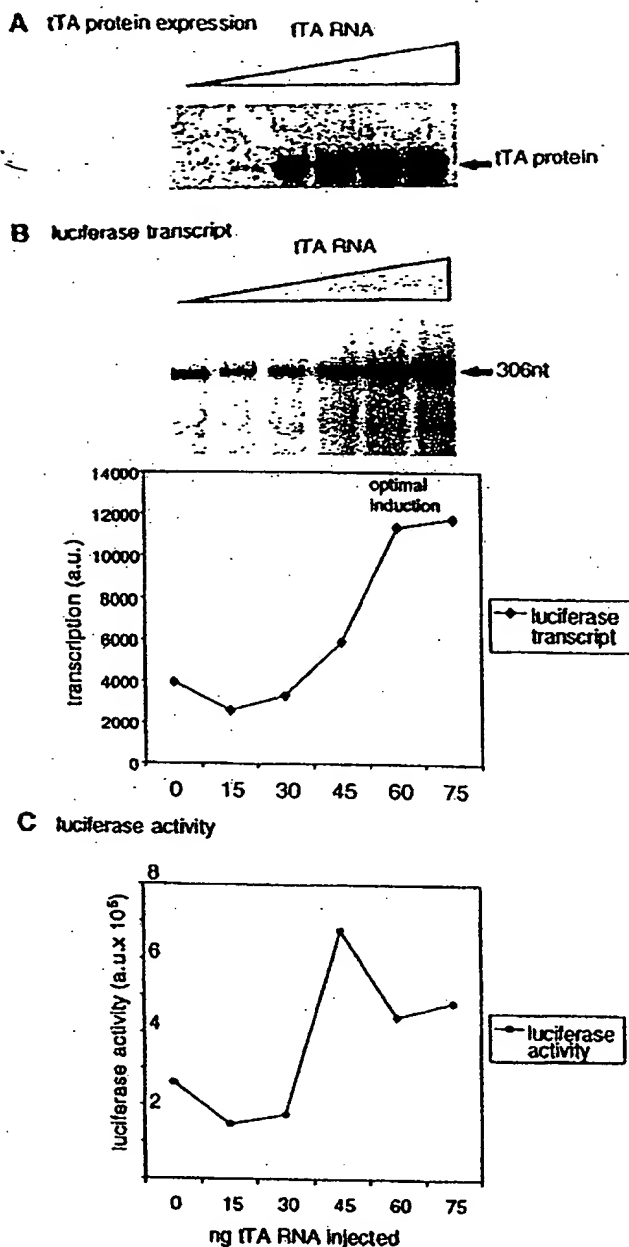 A tTA protein expression
tTA RNA
tTA protein
B luciferase transcript
tTA RNA
306nt
14000
12000
10000
8000
6000
4000
2000
0
transcription (a.u.)
optimal
induction
luciferase
transcript
0 15 30 45 60 75
C luciferase activity
8
6
4
2
luciferase activity (a.u.x 10⁵)
luciferase
activity
0 15 30 45 60 75
ng tTA RNA injected